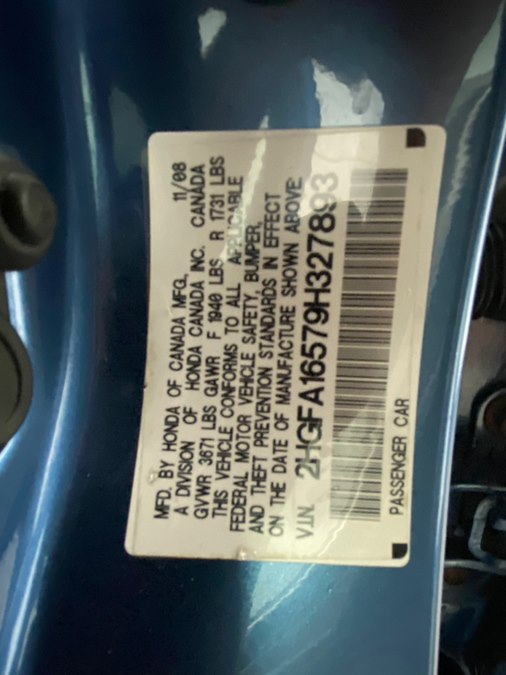 MFD. BY HONDA OF CANADA MFG., 11/08
A DIVISION OF HONDA CANADA INC. CANADA
GVWR 3671 LBS GAWR F 1940 LBS R 1731 LBS
THIS VEHICLE CONFORMS TO ALL APPLICABLE
FEDERAL MOTOR VEHICLE SAFETY, BUMPER,
AND THEFT PREVENTION STANDARDS IN EFFECT
ON THE DATE OF MANUFACTURE SHOWN ABOVE.
V.I.N. 2HGFA16579H327893
PASSENGER CAR